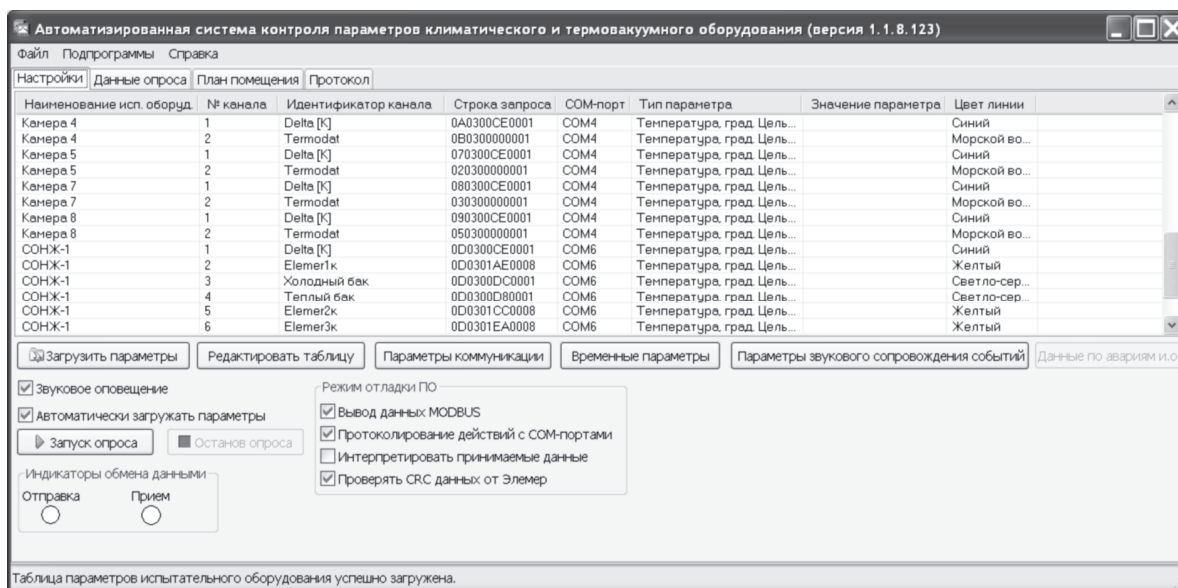 Автоматизированная система контроля параметров климатического и термовакуумного оборудования (версия 1.1.8.123)
Файл Подпрограммы Справка
Настройки Данные опроса План помещения Протокол
Наименование исп. оборуд. № канала Идентификатор канала Строка запроса COM-порт Тип параметра Значение параметра Цвет линии
Камера 4 1 Delta [K] 0A0300CE0001 COM4 Температура, град. Цель... Синий
Камера 4 2 Termodat 0B0300000001 COM4 Температура, град. Цель... Морской во...
Камера 5 1 Delta [K] 070300CE0001 COM4 Температура, град. Цель... Синий
Камера 5 2 Termodat 020300000001 COM4 Температура, град. Цель... Морской во...
Камера 7 1 Delta [K] 080300CE0001 COM4 Температура, град. Цель... Синий
Камера 7 2 Termodat 030300000001 COM4 Температура, град. Цель... Морской во...
Камера 8 1 Delta [K] 090300CE0001 COM4 Температура, град. Цель... Синий
Камера 8 2 Termodat 050300000001 COM4 Температура, град. Цель... Морской во...
СОНЖ-1 1 Delta [K] 0D0300CE0001 COM6 Температура, град. Цель... Синий
СОНЖ-1 2 Elemer1к 0D0301AE0008 COM6 Температура, град. Цель... Желтый
СОНЖ-1 3 Холодный бак 0D0300DC0001 COM6 Температура, град. Цель... Светло-сер...
СОНЖ-1 4 Теплый бак 0D0300D80001 COM6 Температура, град. Цель... Светло-сер...
СОНЖ-1 5 Elemer2к 0D0301CC0008 COM6 Температура, град. Цель... Желтый
СОНЖ-1 6 Elemer3к 0D0301EA0008 COM6 Температура, град. Цель... Желтый
Загрузить параметры Редактировать таблицу Параметры коммуникации Временные параметры Параметры звукового сопровождения событий Данные по авариям и.о
Звуковое оповещение
Автоматически загружать параметры
Запуск опроса Останов опроса
Индикаторы обмена данными
Отправка Прием
Режим отладки ПО
Вывод данных MODBUS
Протоколирование действий с COM-портами
Интерпретировать принимаемые данные
Проверять CRC данных от Элемер
Таблица параметров испытательного оборудования успешно загружена.